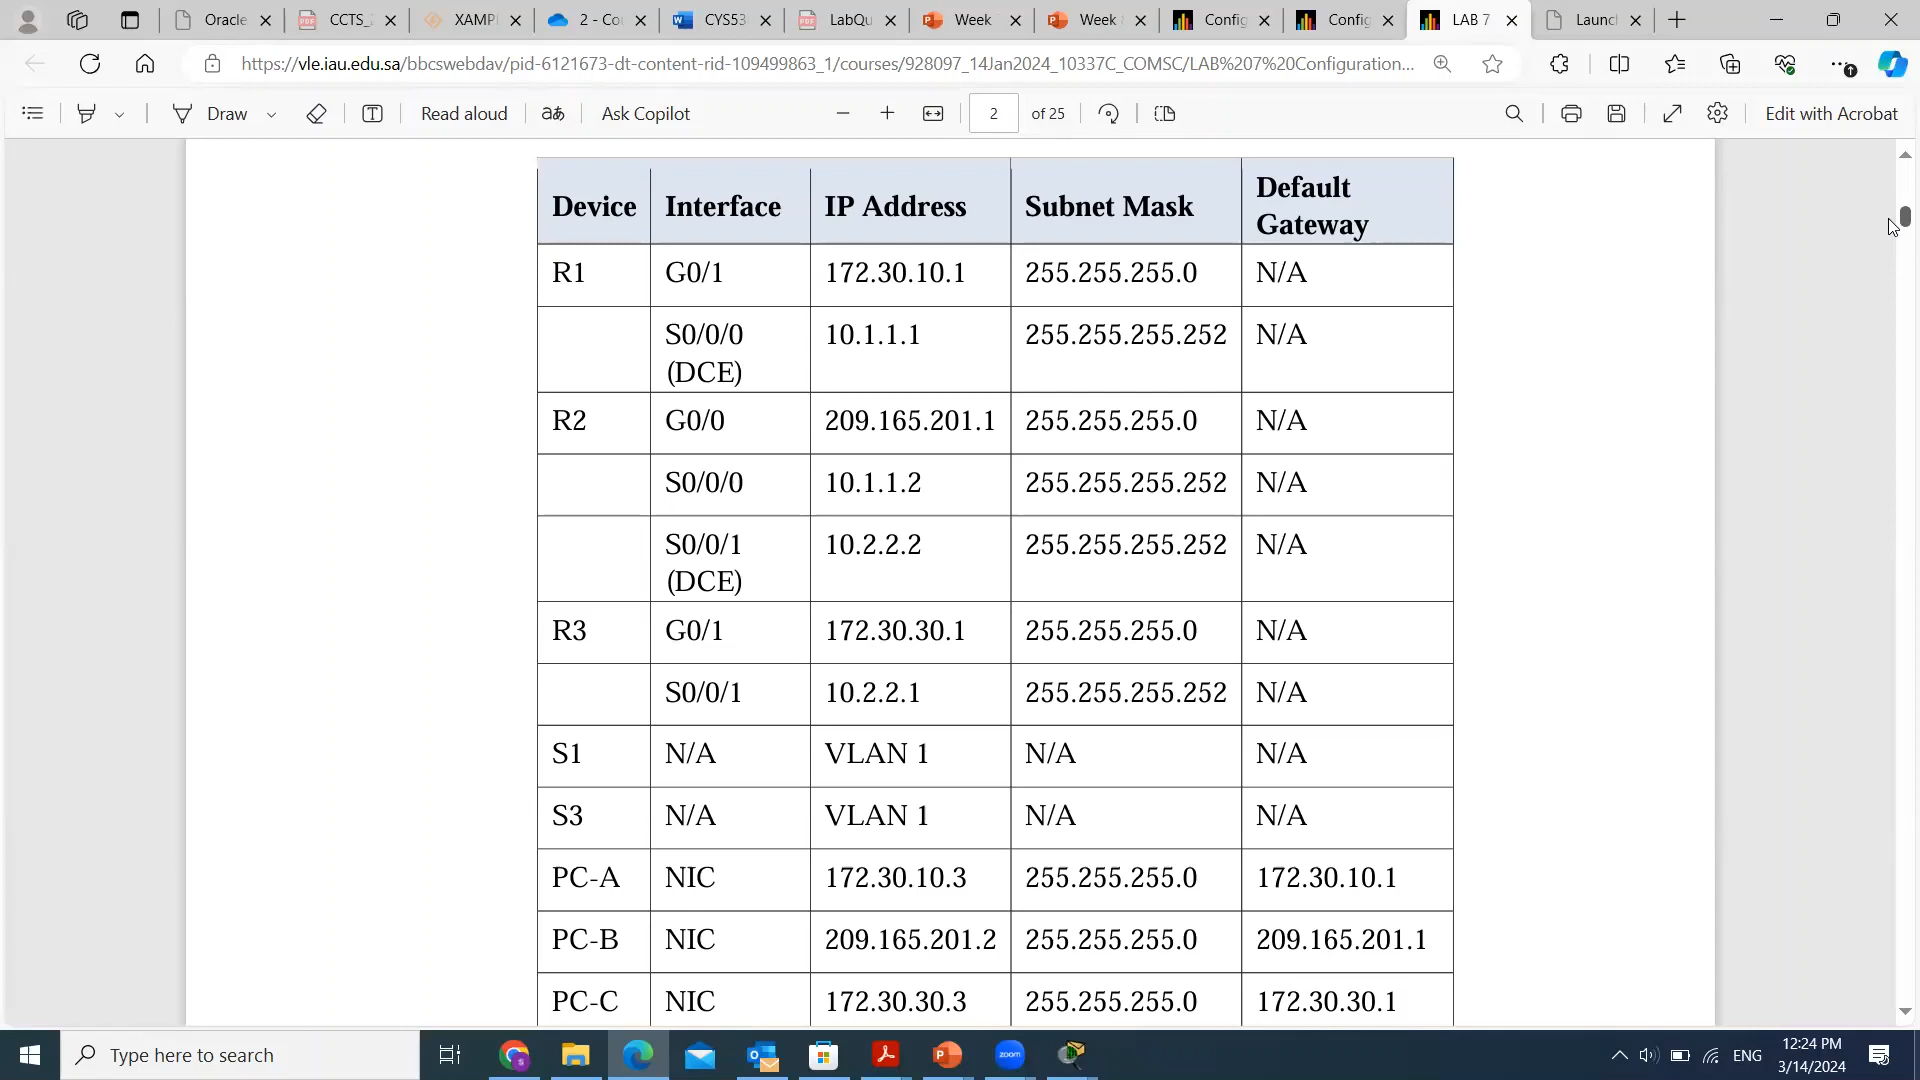 Oracle
CCTS_
XAMP
2 - Co
CYS53
LabQu
Week
Week
Config
Config
LAB 7
Launc
https://vle.iau.edu.sa/bbcswebdav/pid-6121673-dt-content-rid-109499863_1/courses/928097_14Jan2024_10337C_COMSC/LAB%207%20Configuration...
Draw
Read aloud
aあ
Ask Copilot
2
of 25
Edit with Acrobat
Device Interface IP Address Subnet Mask Default
Gateway
R1 G0/1 172.30.10.1 255.255.255.0 N/A
S0/0/0 10.1.1.1 255.255.255.252 N/A
(DCE)
R2 G0/0 209.165.201.1 255.255.255.0 N/A
S0/0/0 10.1.1.2 255.255.255.252 N/A
S0/0/1 10.2.2.2 255.255.255.252 N/A
(DCE)
R3 G0/1 172.30.30.1 255.255.255.0 N/A
S0/0/1 10.2.2.1 255.255.255.252 N/A
S1 N/A VLAN 1 N/A N/A
S3 N/A VLAN 1 N/A N/A
PC-A NIC 172.30.10.3 255.255.255.0 172.30.10.1
PC-B NIC 209.165.201.2 255.255.255.0 209.165.201.1
PC-C NIC 172.30.30.3 255.255.255.0 172.30.30.1
Type here to search
zoom
ENG
12:24 PM
3/14/2024